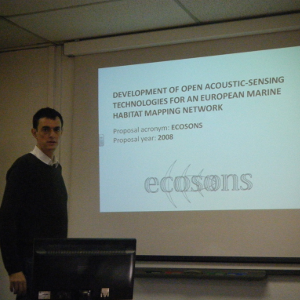 DEVELOPMENT OF OPEN ACOUSTIC-SENSING
TECHNOLOGIES FOR AN EUROPEAN MARINE
HABITAT MAPPING NETWORK
Proposal acronym: ECOSONS
Proposal year: 2008
ecosons